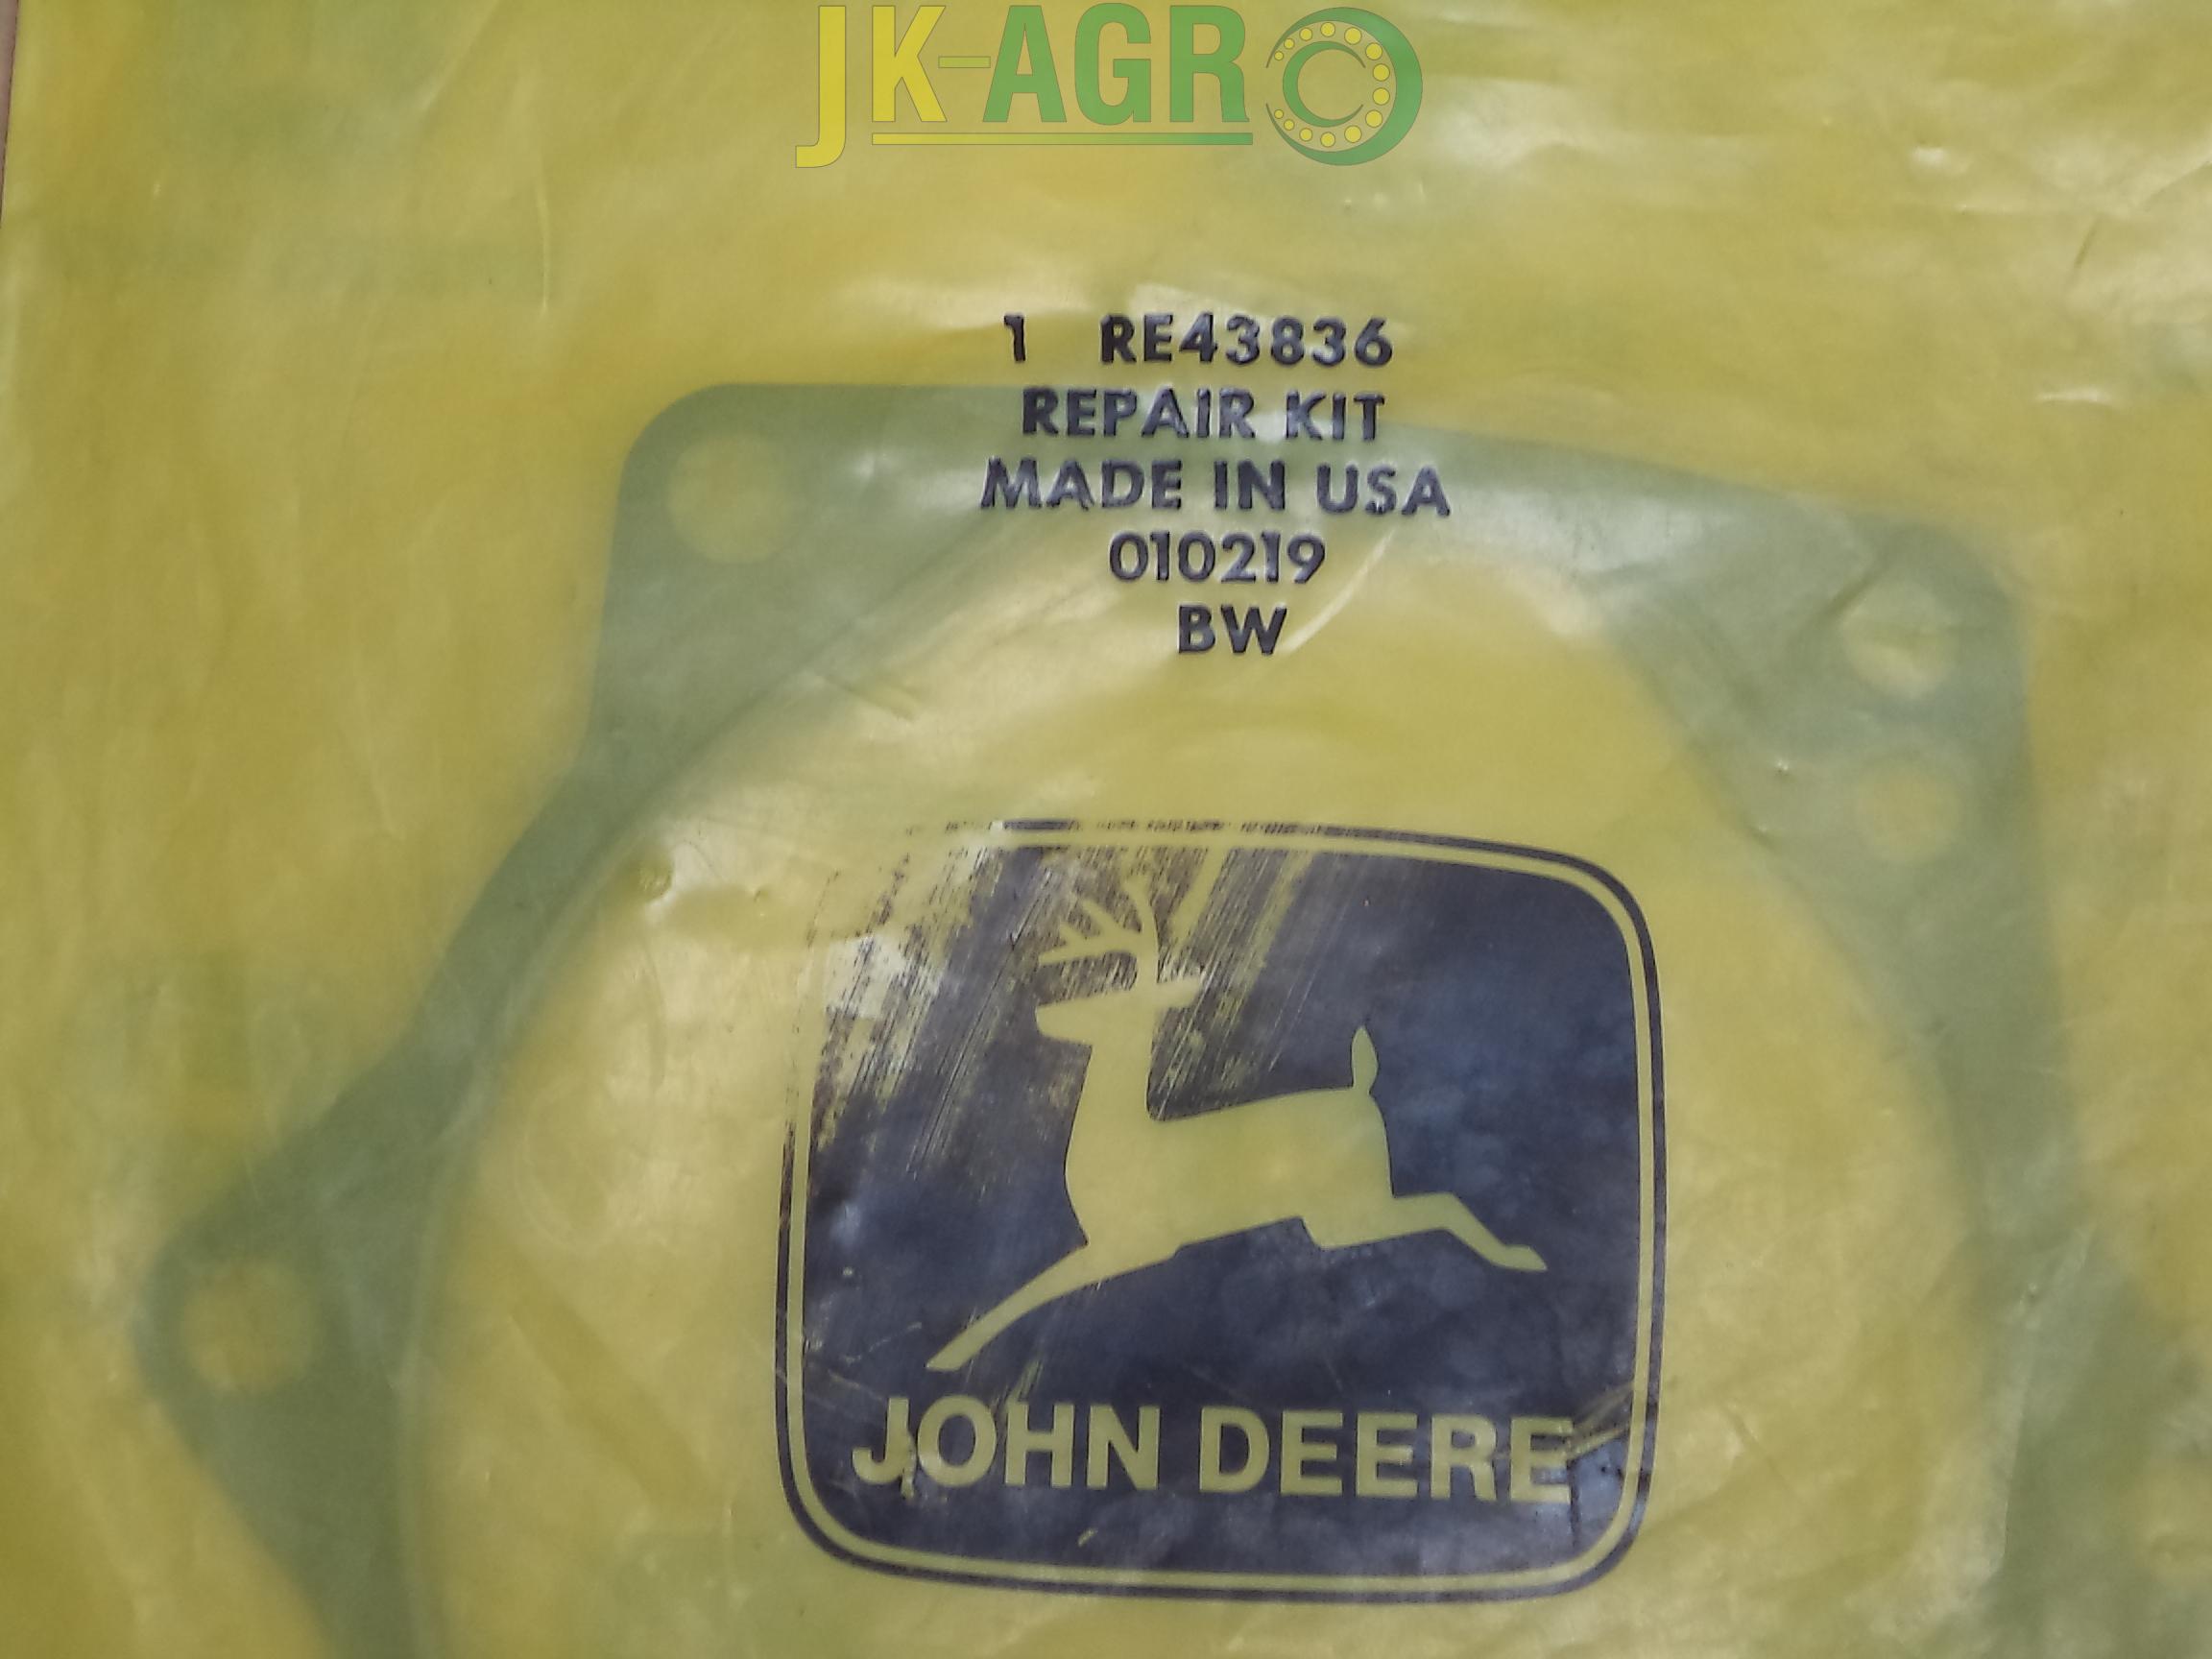 JK-AGRO
1 RE43836
REPAIR KIT
MADE IN USA
010219
BW
JOHN DEERE